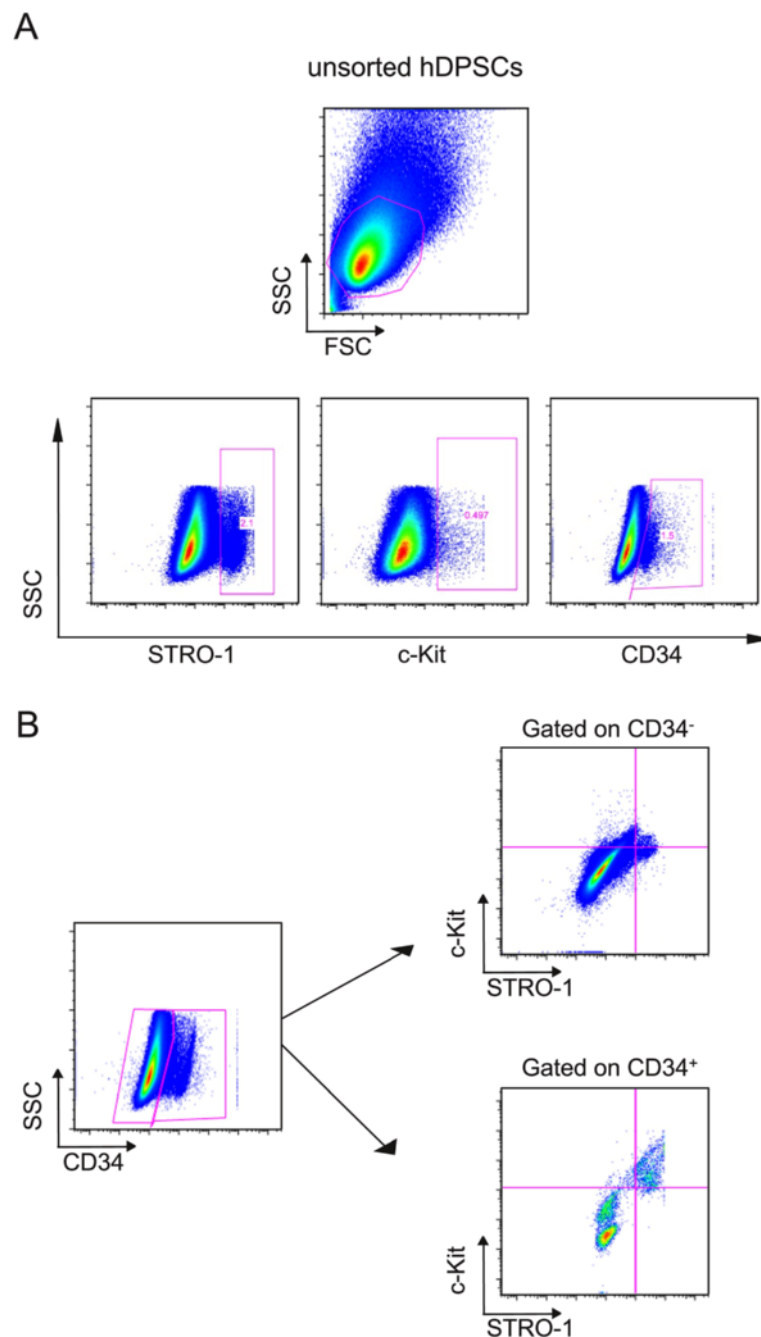 A
unsorted hDPSCs
SSC
FSC
2.1
0.497
1.5
SSC
STRO-1
c-Kit
CD34
B
Gated on CD34⁻
c-Kit
STRO-1
SSC
CD34
Gated on CD34⁺
c-Kit
STRO-1